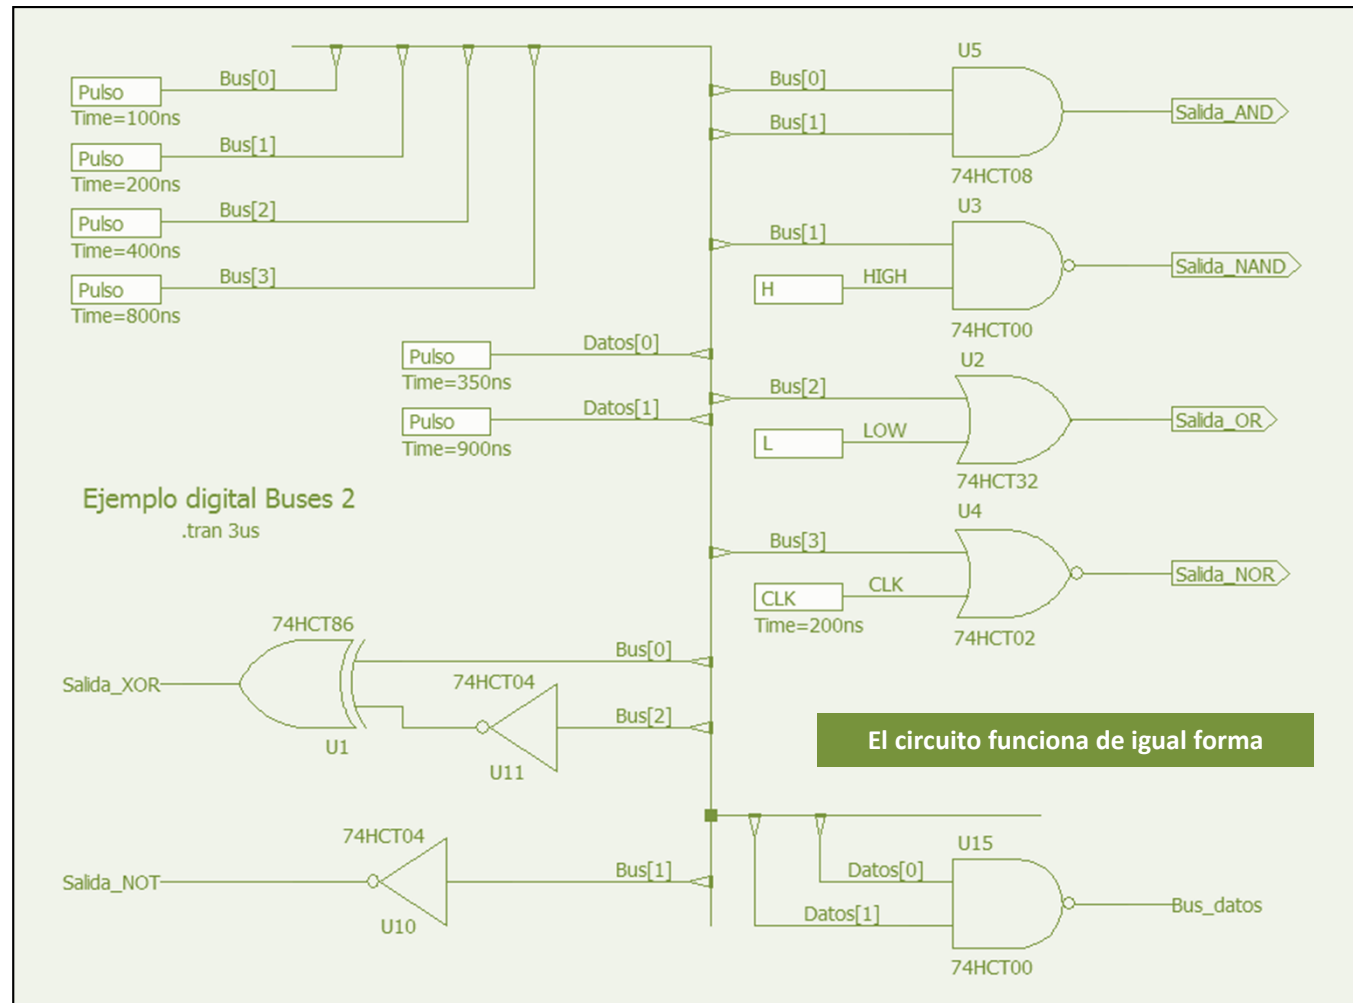 Pulso
Bus[0]
Time=100ns
Pulso
Bus[1]
Time=200ns
Pulso
Bus[2]
Time=400ns
Pulso
Bus[3]
Time=800ns
Pulso
Datos[0]
Time=350ns
Pulso
Datos[1]
Time=900ns
Ejemplo digital Buses 2
.tran 3us
U5
Bus[0]
Bus[1]
Salida_AND
74HCT08
U3
Bus[1]
H
HIGH
Salida_NAND
74HCT00
U2
Bus[2]
L
LOW
Salida_OR
74HCT32
U4
Bus[3]
CLK
CLK
Time=200ns
Salida_NOR
74HCT02
74HCT86
Bus[0]
Salida_XOR
74HCT04
Bus[2]
U1
U11
El circuito funciona de igual forma
74HCT04
Bus[1]
Salida_NOT
U10
U15
Datos[0]
Datos[1]
Bus_datos
74HCT00